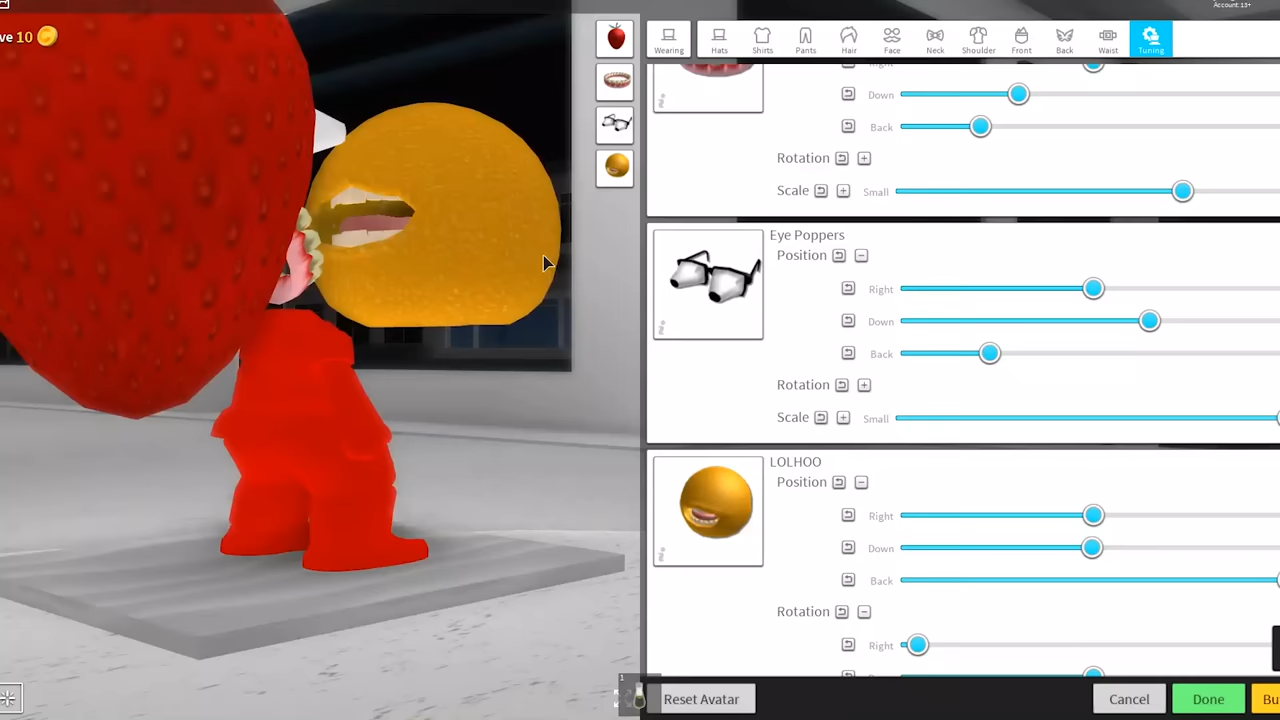 Account: 13+
ve 10
Wearing
Hats
Shirts
Pants
Hair
Face
Neck
Shoulder
Front
Back
Waist
Tuning
Down
Back
Rotation
Scale
Small
Eye Poppers
Position
Right
Down
Back
Rotation
Scale
Small
LOLHOO
Position
Right
Down
Back
Rotation
Right
1
Reset Avatar
Cancel
Done
Bu